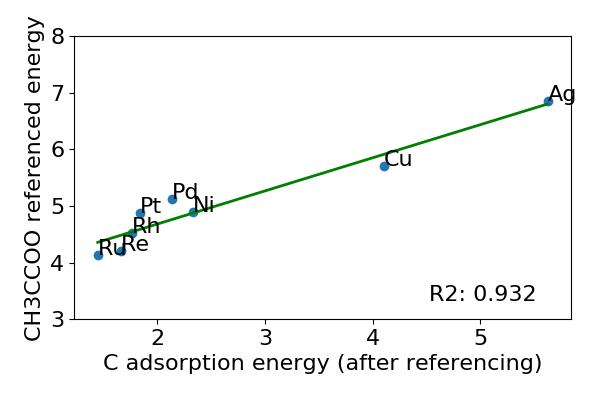 CH3CCOO referenced energy
8
7
6
5
4
3
Ag
Cu
Pd
Pt
Ni
Rh
Re
Ru
R2: 0.932
2 3 4 5
C adsorption energy (after referencing)